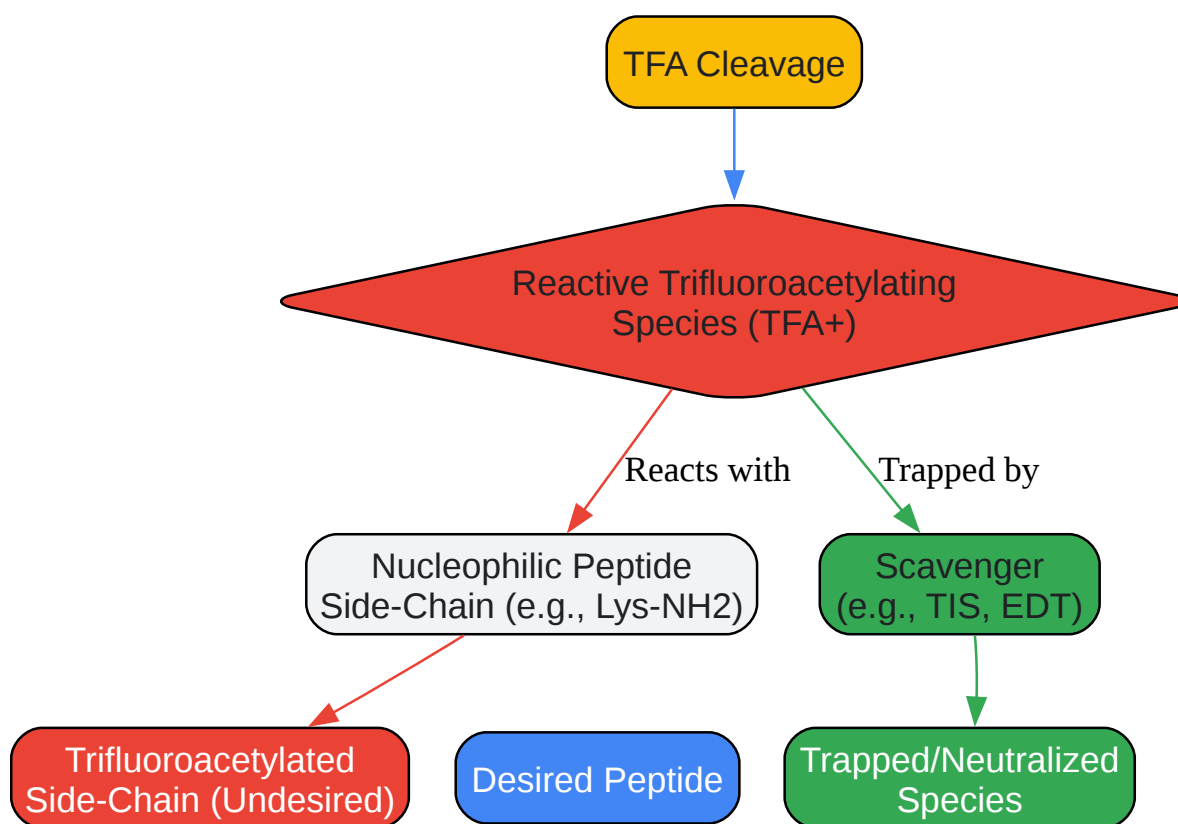 TFA Cleavage
Reactive Trifluoroacetylating
Species (TFA+)
Reacts with
Trapped by
Nucleophilic Peptide
Side-Chain (e.g., Lys-NH2)
Scavenger
(e.g., TIS, EDT)
Trifluoroacetylated
Side-Chain (Undesired)
Desired Peptide
Trapped/Neutralized
Species